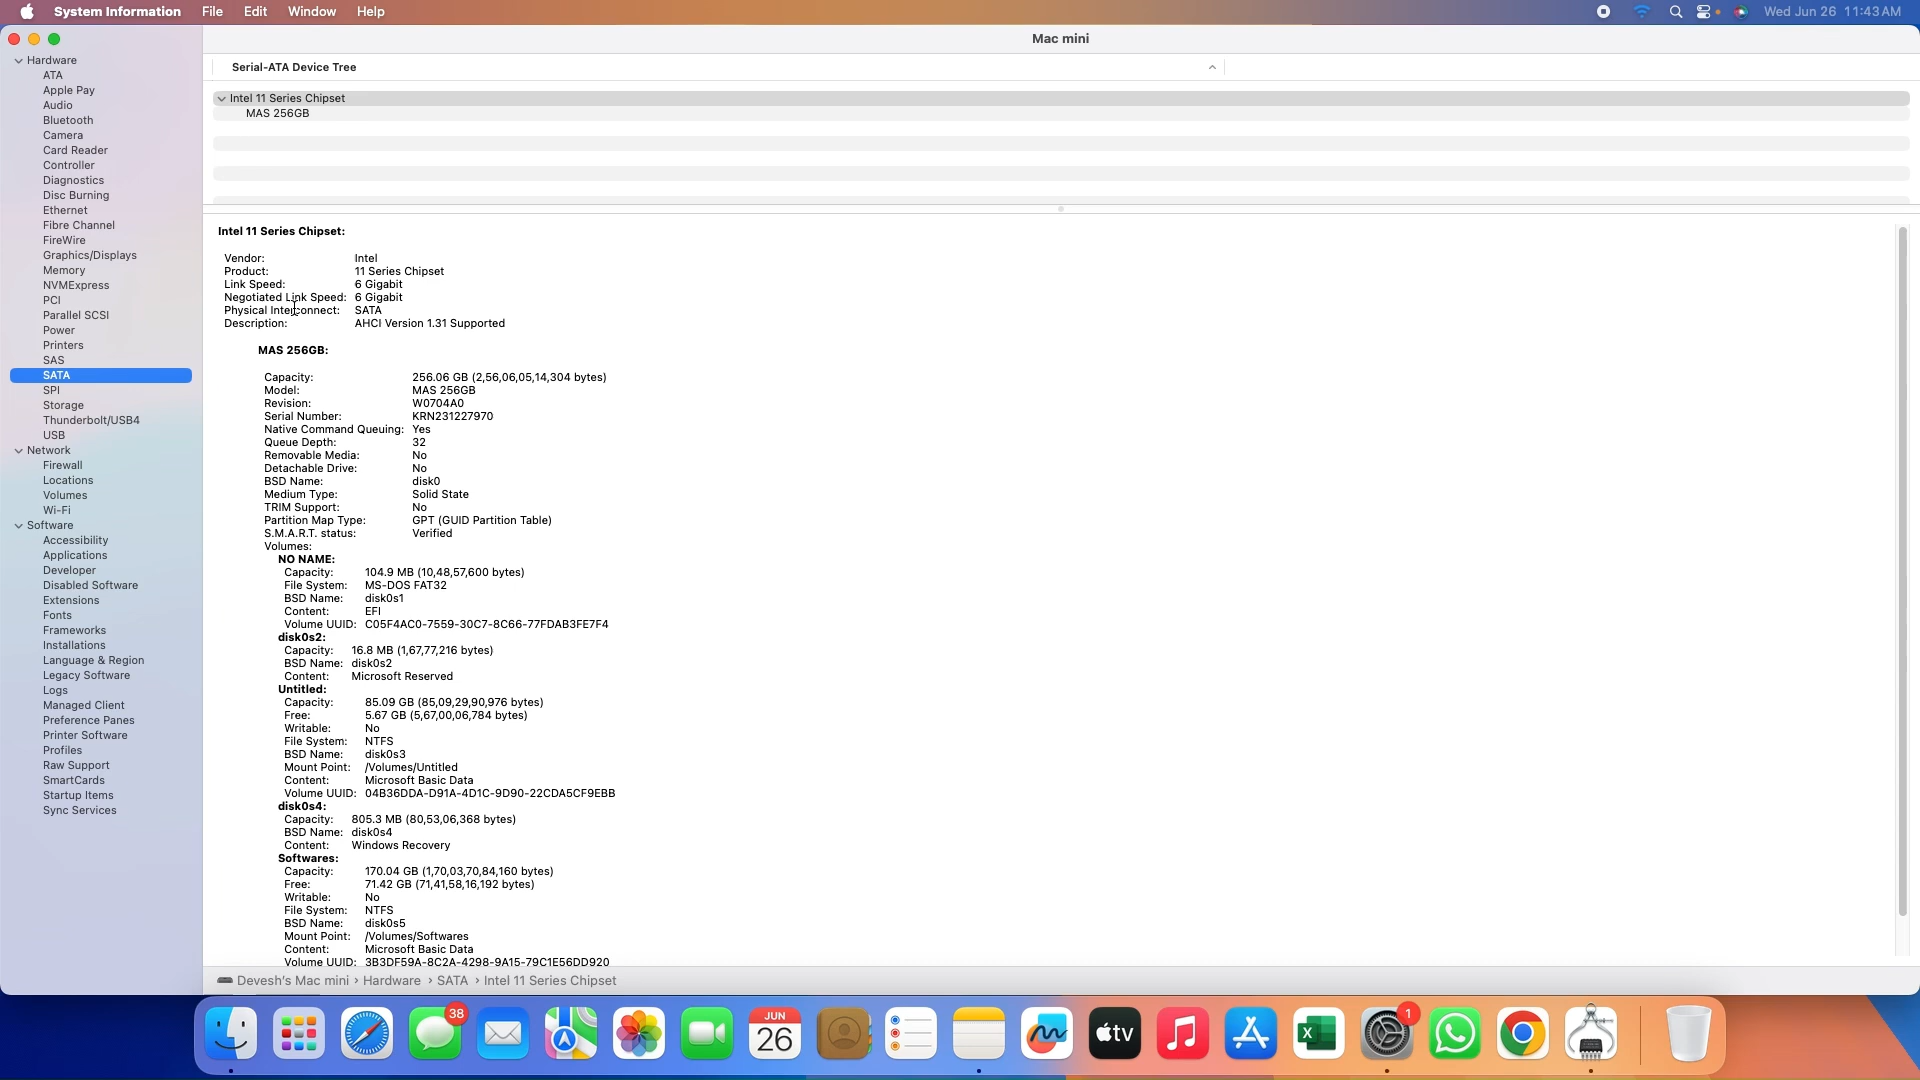 System Information File Edit Window Help Wed Jun 26 11:43 AM
Mac mini
Hardware
ATA
Apple Pay
Audio
Bluetooth
Camera
Card Reader
Controller
Diagnostics
Disc Burning
Ethernet
Fibre Channel
FireWire
Graphics/Displays
Memory
NVMExpress
PCI
Parallel SCSI
Power
Printers
SAS
SATA
SPI
Storage
Thunderbolt/USB4
USB
Network
Firewall
Locations
Volumes
Wi-Fi
Software
Accessibility
Applications
Developer
Disabled Software
Extensions
Fonts
Frameworks
Installations
Language & Region
Legacy Software
Logs
Managed Client
Preference Panes
Printer Software
Profiles
Raw Support
SmartCards
Startup Items
Sync Services
Serial-ATA Device Tree
Intel 11 Series Chipset
MAS 256GB
Intel 11 Series Chipset:
Vendor: Intel
Product: 11 Series Chipset
Link Speed: 6 Gigabit
Negotiated Link Speed: 6 Gigabit
Physical Interconnect: SATA
Description: AHCI Version 1.31 Supported
MAS 256GB:
Capacity: 256.06 GB (2,56,06,05,14,304 bytes)
Model: MAS 256GB
Revision: W0704A0
Serial Number: KRN231227970
Native Command Queuing: Yes
Queue Depth: 32
Removable Media: No
Detachable Drive: No
BSD Name: disk0
Medium Type: Solid State
TRIM Support: No
Partition Map Type: GPT (GUID Partition Table)
S.M.A.R.T. status: Verified
Volumes:
NO NAME:
Capacity: 104.9 MB (10,48,57,600 bytes)
File System: MS-DOS FAT32
BSD Name: disk0s1
Content: EFI
Volume UUID: C05F4AC0-7559-30C7-8C66-77FDAB3FE7F4
disk0s2:
Capacity: 16.8 MB (1,67,77,216 bytes)
BSD Name: disk0s2
Content: Microsoft Reserved
Untitled:
Capacity: 85.09 GB (85,09,29,90,976 bytes)
Free: 5.67 GB (5,67,00,06,784 bytes)
Writable: No
File System: NTFS
BSD Name: disk0s3
Mount Point: /Volumes/Untitled
Content: Microsoft Basic Data
Volume UUID: 04B36DDA-D91A-4D1C-9D90-22CDA5CF9EBB
disk0s4:
Capacity: 805.3 MB (80,53,06,368 bytes)
BSD Name: disk0s4
Content: Windows Recovery
Softwares:
Capacity: 170.04 GB (1,70,03,70,84,160 bytes)
Free: 71.42 GB (71,41,58,16,192 bytes)
Writable: No
File System: NTFS
BSD Name: disk0s5
Mount Point: /Volumes/Softwares
Content: Microsoft Basic Data
Volume UUID: 3B3DF59A-8C2A-4298-9A15-79C1E56DD920
Devesh's Mac mini › Hardware › SATA › Intel 11 Series Chipset
38
JUN
26
tv
X
1